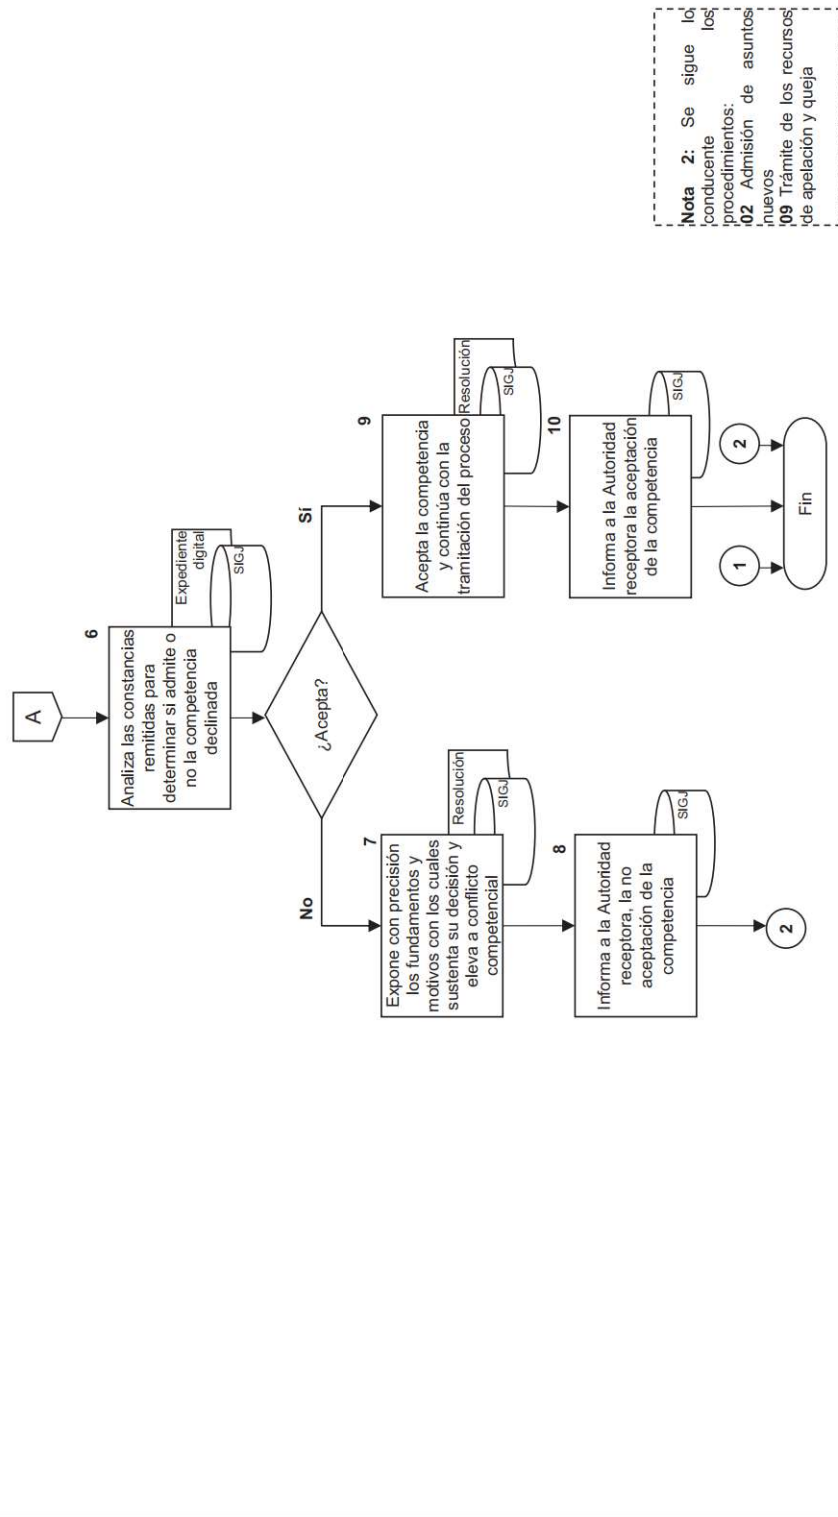 A
6
Analiza las constancias
remitidas para
determinar si admite o
no la competencia
declinada
Expediente
digital
SIGJ
¿Acepta?
No
Sí
7
Expone con precisión
los fundamentos y
motivos con los cuales
sustenta su decisión y
eleva a conflicto
competencial
Resolución
SIGJ
8
Informa a la Autoridad
receptora, la no
aceptación de la
competencia
SIGJ
2
9
Acepta la competencia
y continúa con la
tramitación del proceso
Resolución
SIGJ
10
Informa a la Autoridad
receptora la aceptación
de la competencia
SIGJ
1
2
Fin
Nota 2: Se sigue lo
conducente los
procedimientos:
02 Admisión de asuntos
nuevos
09 Trámite de los recursos
de apelación y queja